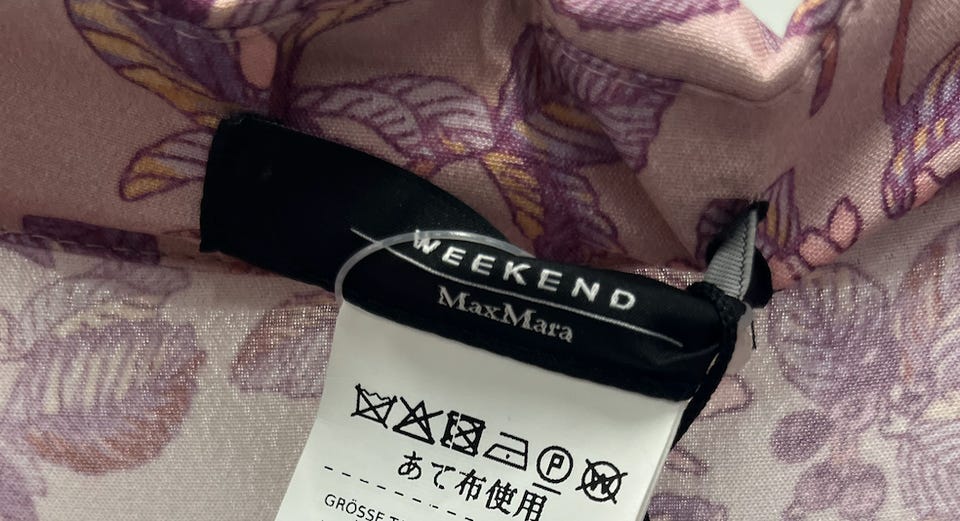 WEEKEND
MaxMara
P W
あて布使用
GRÖSSE